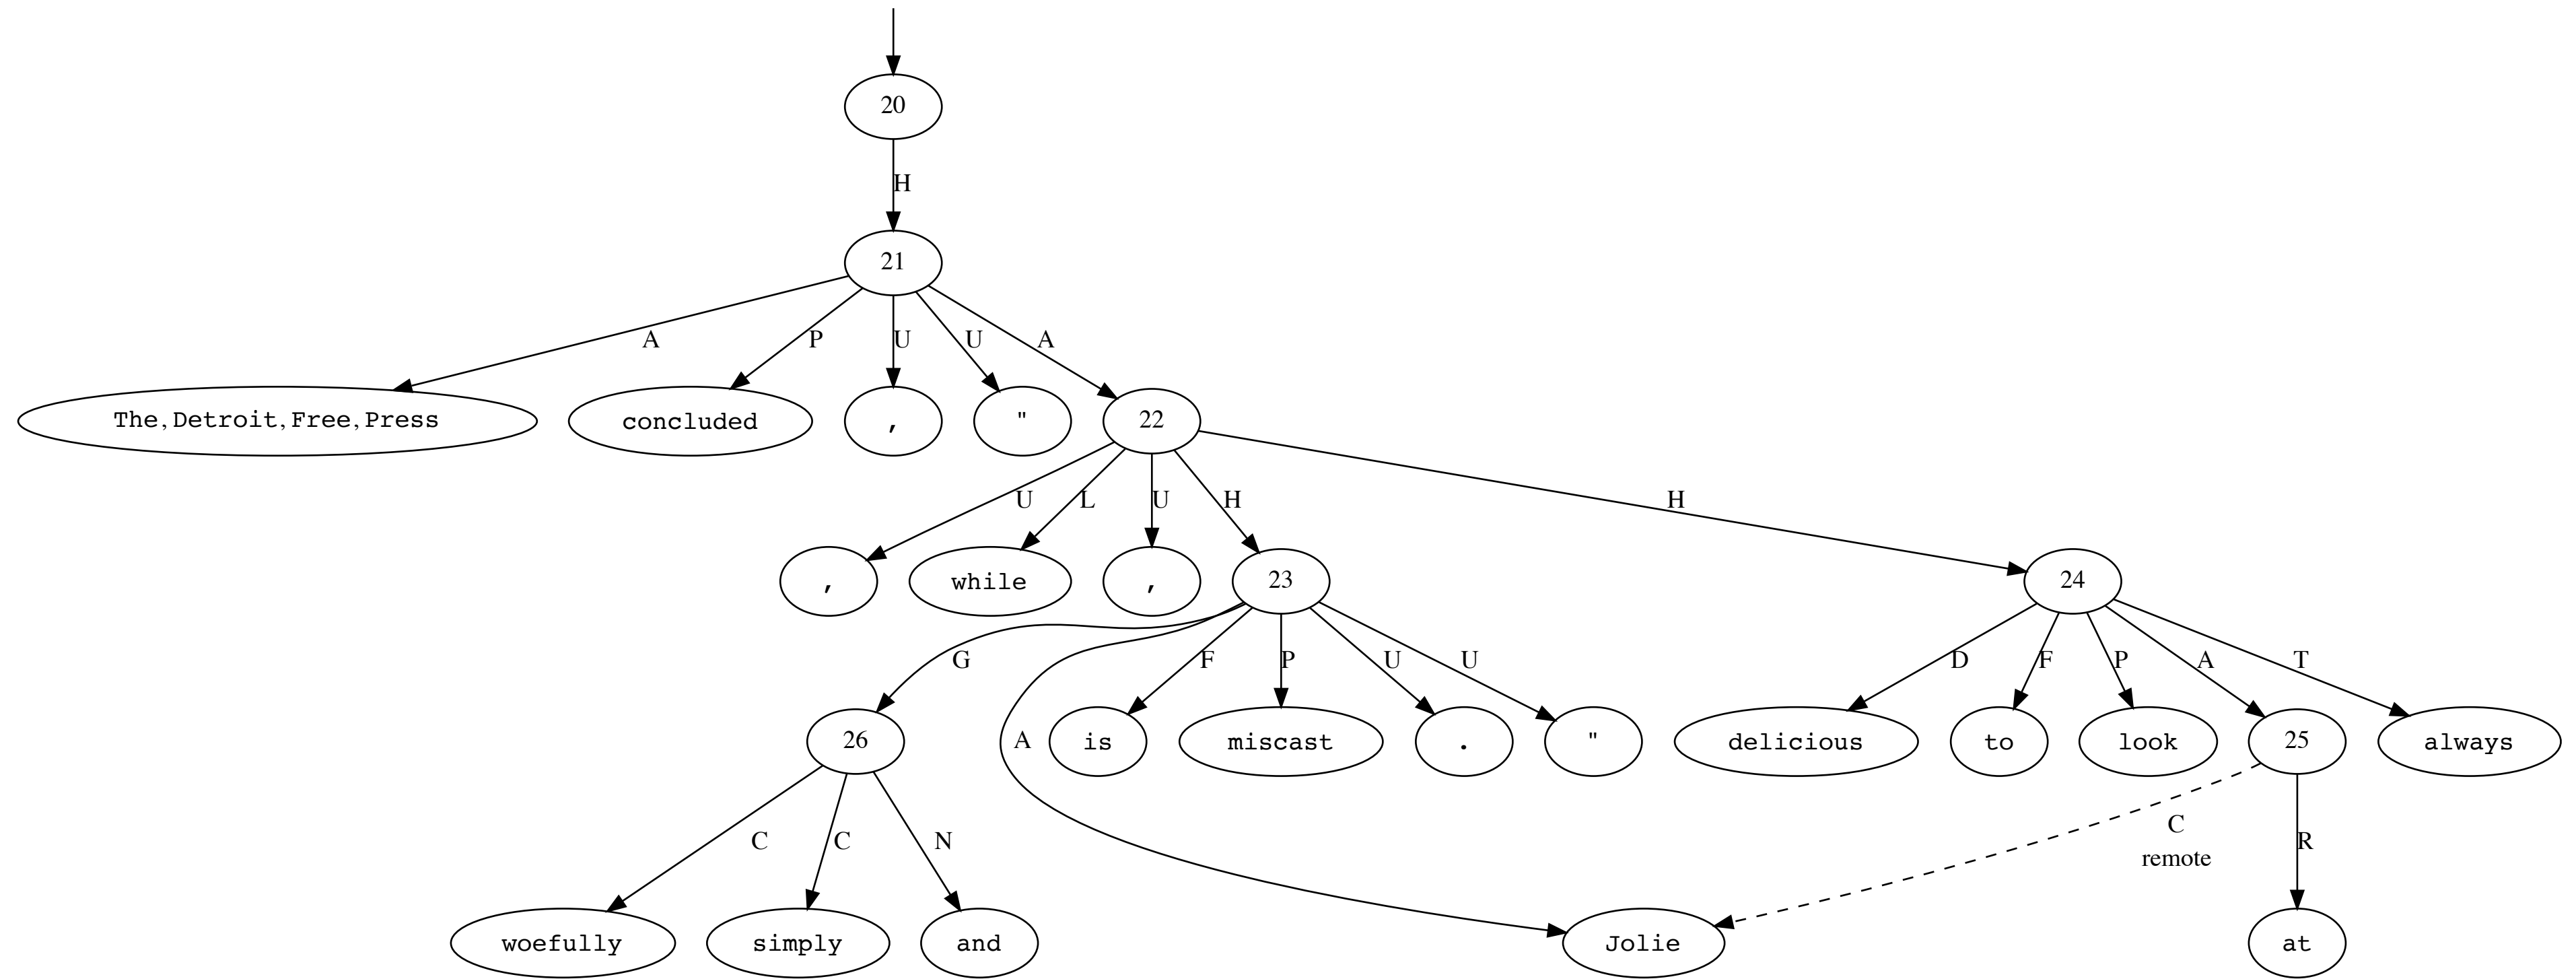 20
H
21
A P U U A
The, Detroit, Free, Press concluded , " 22
U L U H H
, while , 23 24
G A F P U U D F P A T
26 is miscast . " delicious to look 25 always
C C N C remote R
woefully simply and Jolie at